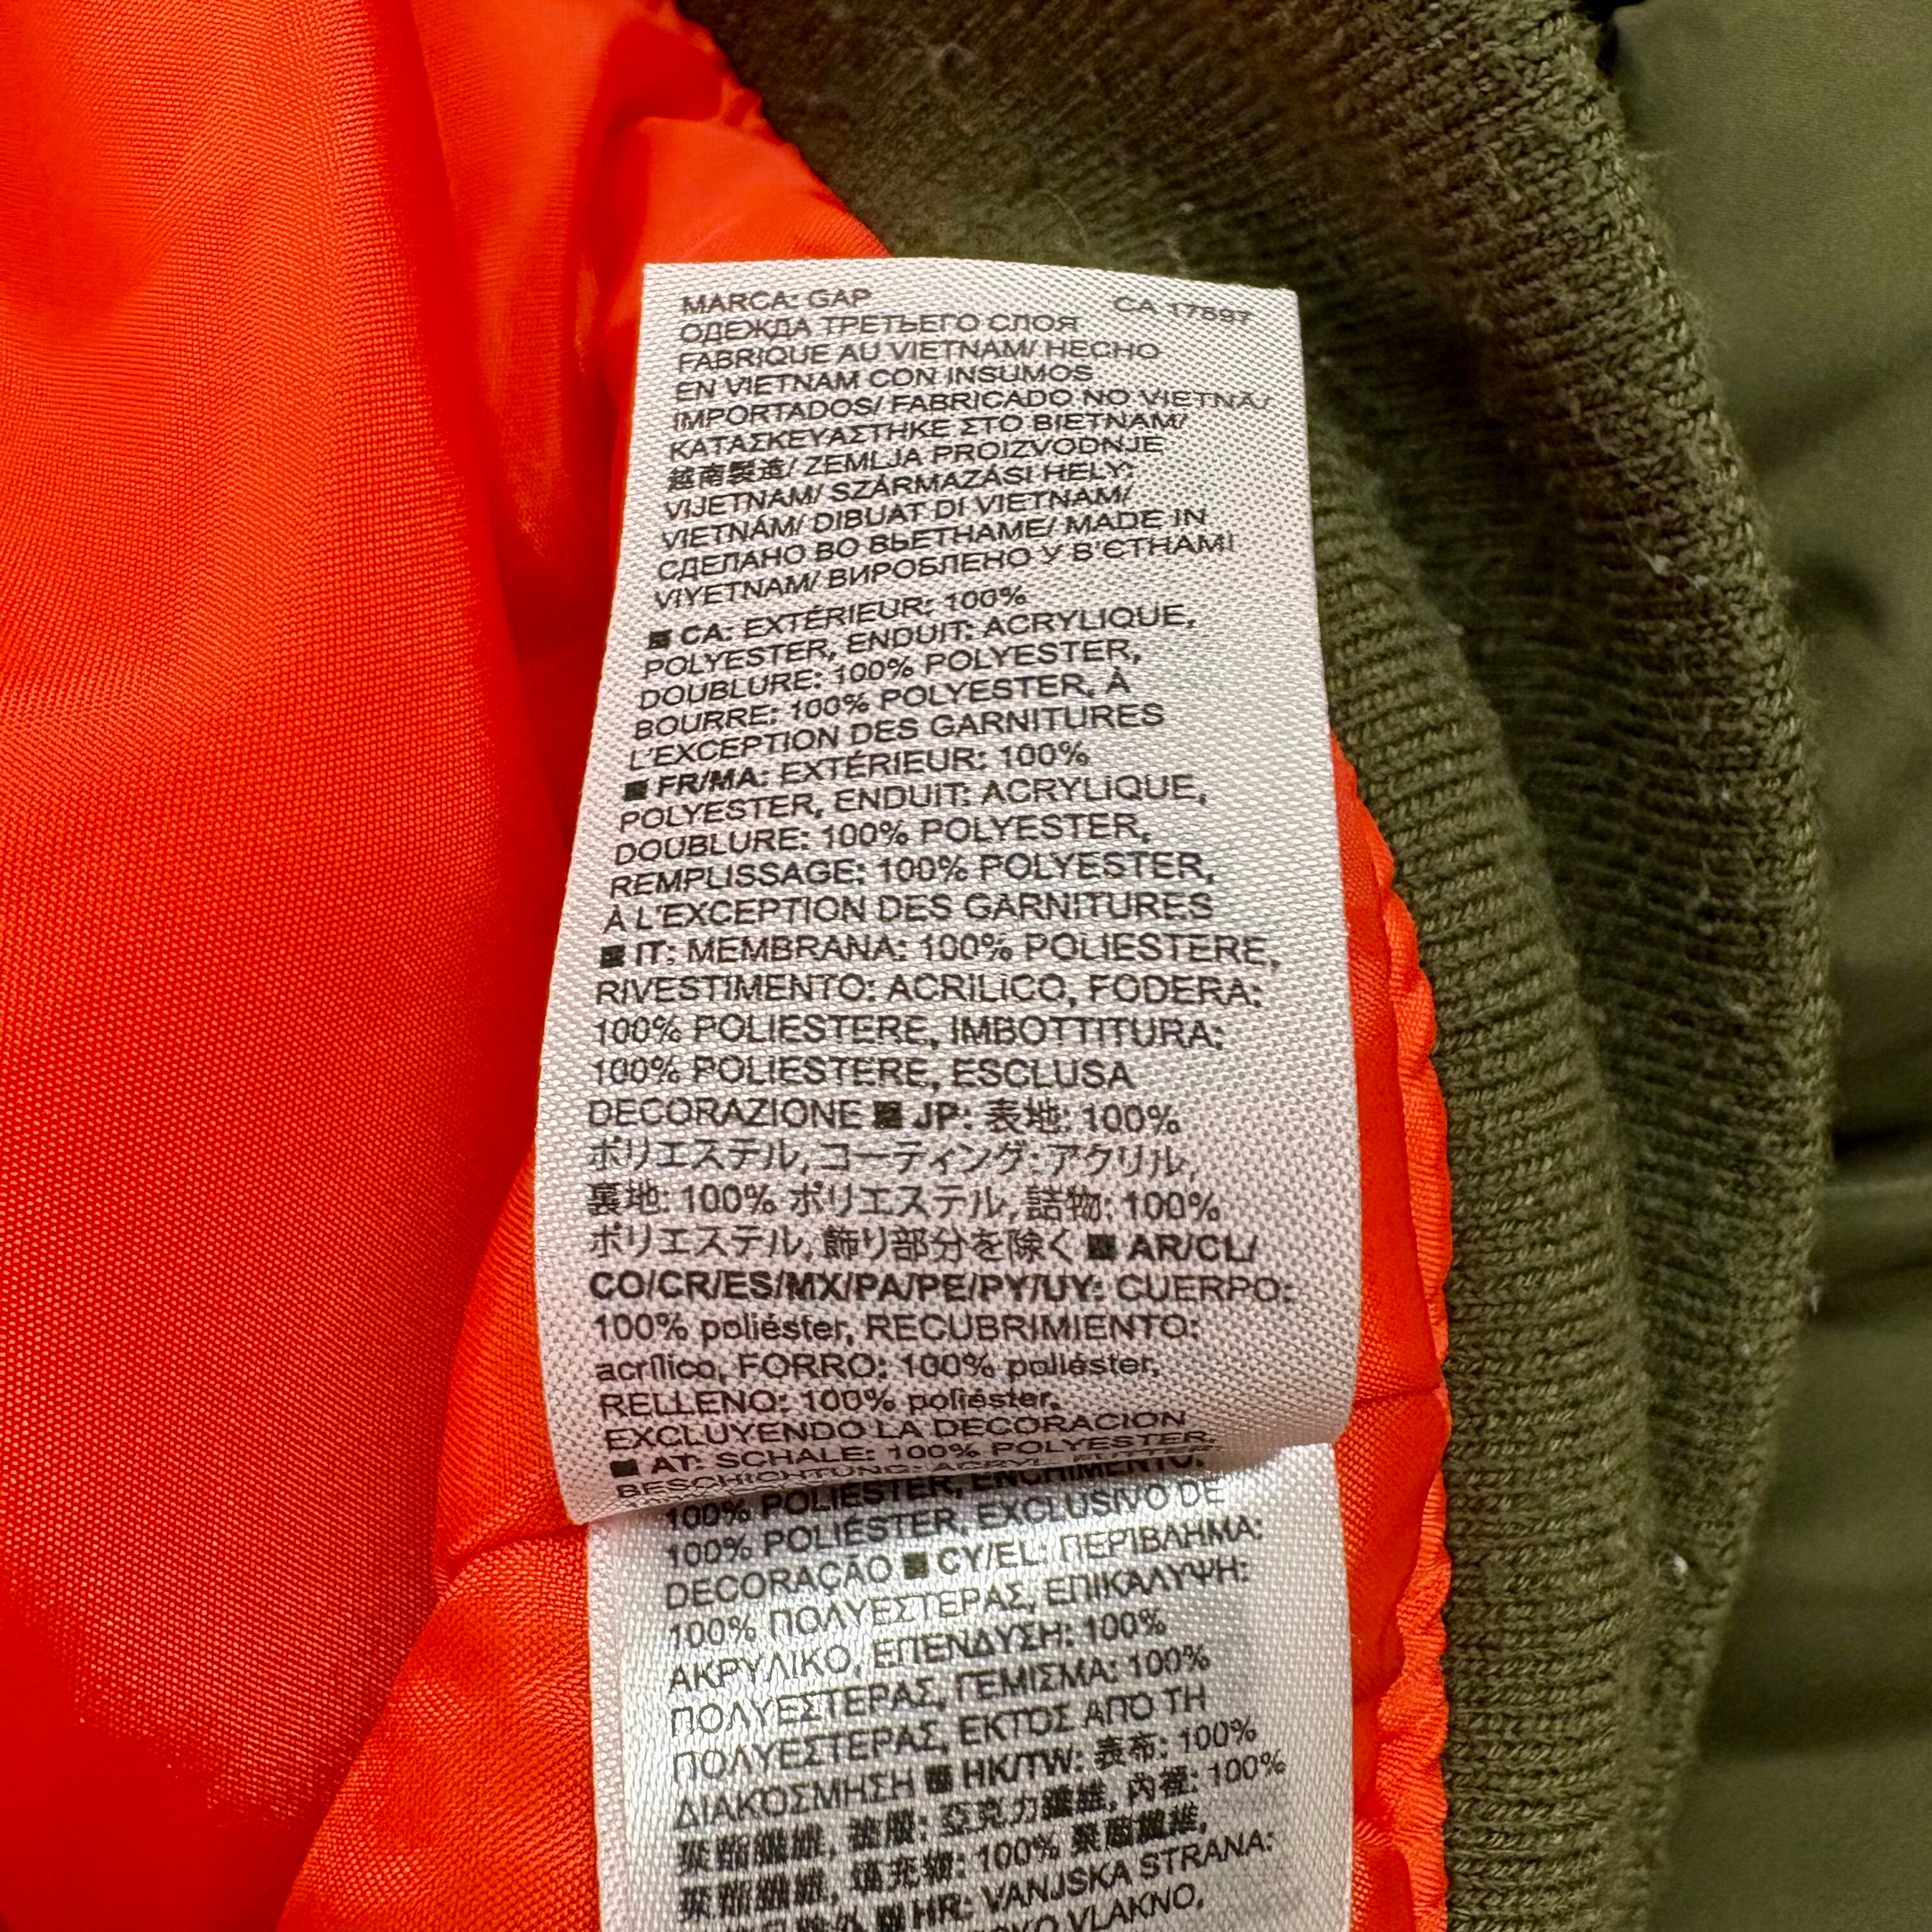 MARCA: GAP CA 17897
ОДЕЖДА ТРЕТЬЕГО СЛОЯ
FABRIQUE AU VIETNAM/ HECHO
EN VIETNAM CON INSUMOS
IMPORTADOS/ FABRICADO NO VIETNÃ/
ΚΑΤΑΣΚΕΥΑΣΤΗΚΕ ΣΤΟ ΒΙΕΤΝΑΜ/
越南製造/ ZEMLJA PROIZVODNJE
VIJETNAM/ SZÁRMAZÁSI HELY:
VIETNÁM/ DIBUAT DI VIETNAM/
СДЕЛАНО ВО ВЬЕТНАМЕ/ MADE IN
VIYETNAM/ ВИРОБЛЕНО У В'ЄТНАМІ
CA: EXTÉRIEUR: 100%
POLYESTER, ENDUIT: ACRYLIQUE,
DOUBLURE: 100% POLYESTER,
BOURRE: 100% POLYESTER, À
L'EXCEPTION DES GARNITURES
FR/MA: EXTÉRIEUR: 100%
POLYESTER, ENDUIT: ACRYLIQUE,
DOUBLURE: 100% POLYESTER,
REMPLISSAGE: 100% POLYESTER,
À L'EXCEPTION DES GARNITURES
IT: MEMBRANA: 100% POLIESTERE,
RIVESTIMENTO: ACRILICO, FODERA:
100% POLIESTERE, IMBOTTITURA:
100% POLIESTERE, ESCLUSA
DECORAZIONE JP: 表地: 100%
ポリエステル, コーティング: アクリル,
裏地: 100% ポリエステル, 詰物: 100%
ポリエステル, 飾り部分を除く AR/CL/
CO/CR/ES/MX/PA/PE/PY/UY: CUERPO:
100% poliéster, RECUBRIMIENTO:
acrílico, FORRO: 100% poliéster,
RELLENO: 100% poliéster,
EXCLUYENDO LA DECORACION
AT: SCHALE: 100% POLYESTER,
BESCHICHTUNG: ACRYL, FUTTER:
100% POLIÉSTER, ENCHIMENTO:
100% POLIÉSTER, EXCLUSIVO DE
DECORAÇÃO CY/EL: ΠΕΡΙΒΛΗΜΑ:
100% ΠΟΛΥΕΣΤΕΡΑΣ, ΕΠΙΚΑΛΥΨΗ:
ΑΚΡΥΛΙΚΟ, ΕΠΕΝΔΥΣΗ: 100%
ΠΟΛΥΕΣΤΕΡΑΣ, ΓΕΜΙΣΜΑ: 100%
ΠΟΛΥΕΣΤΕΡΑΣ, ΕΚΤΟΣ ΑΠΟ ΤΗ
ΔΙΑΚΟΣΜΗΣΗ HK/TW: 表布: 100%
聚酯纖維, 塗層: 亞克力纖維, 內裡: 100%
聚酯纖維, 填充物: 100% 聚酯纖維,
HR: VANJSKA STRANA:
VLAKNO,